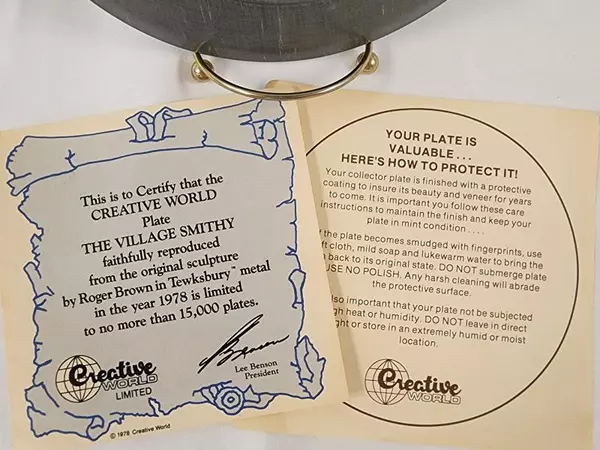 This is to Certify that the
CREATIVE WORLD
Plate
THE VILLAGE SMITHY
faithfully reproduced
from the original sculpture
by Roger Brown in Tewksbury™ metal
in the year 1978 is limited
to no more than 15,000 plates.
Lee Benson
President
Creative
WORLD
LIMITED
© 1978 Creative World
YOUR PLATE IS
VALUABLE . . .
HERE'S HOW TO PROTECT IT!
Your collector plate is finished with a protective
coating to insure its beauty and veneer for years
to come. It is important you follow these care
instructions to maintain the finish and keep your
plate in mint condition . . . .
the plate becomes smudged with fingerprints, use
cloth, mild soap and lukewarm water to bring the
back to its original state. DO NOT submerge plate
USE NO POLISH. Any harsh cleaning will abrade
the protective surface.
also important that your plate not be subjected
heat or humidity. DO NOT leave in direct
or store in an extremely humid or moist
location.
Creative
WORLD